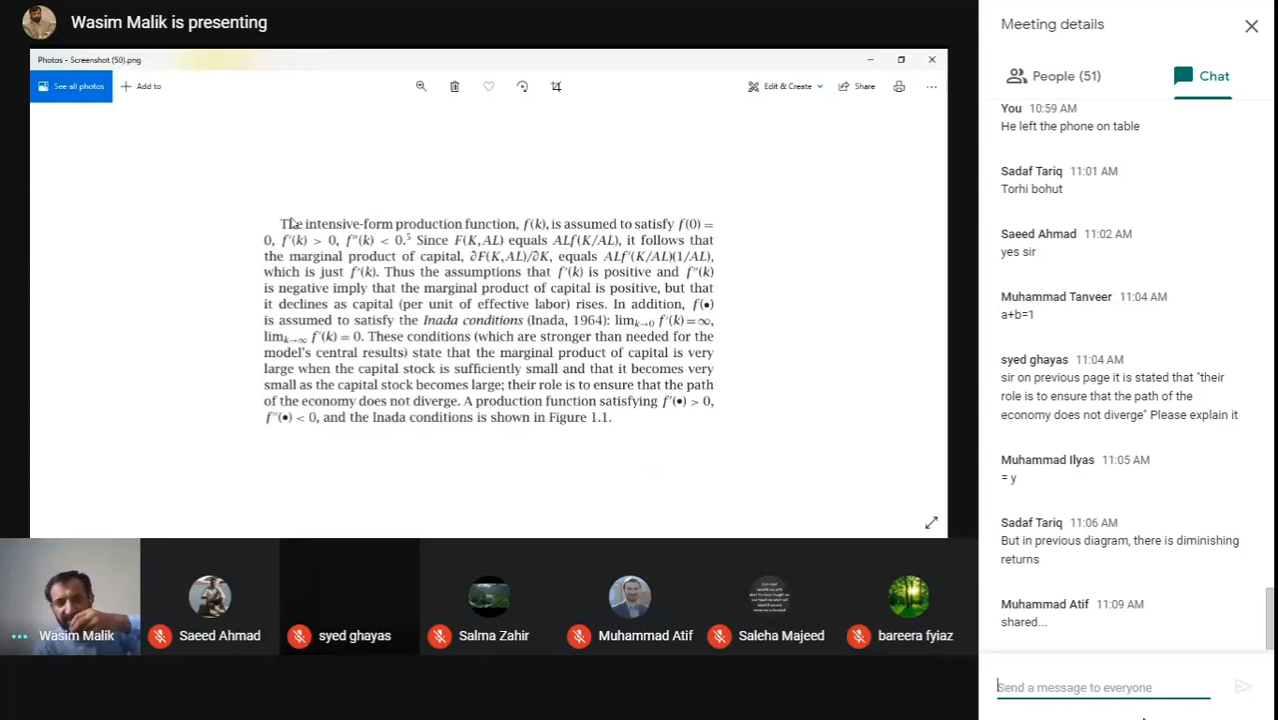 Wasim Malik is presenting
Photos - Screenshot (50).png
See all photos
Add to
Edit & Create
Share
The intensive-form production function, f(k), is assumed to satisfy f(0) =
0, f′(k) > 0, f″(k) < 0.⁵ Since F(K, AL) equals ALf(K/AL), it follows that
the marginal product of capital, ∂F(K, AL)/∂K, equals ALf′(K/AL)(1/AL),
which is just f′(k). Thus the assumptions that f′(k) is positive and f″(k)
is negative imply that the marginal product of capital is positive, but that
it declines as capital (per unit of effective labor) rises. In addition, f(•)
is assumed to satisfy the Inada conditions (Inada, 1964): limₖ→₀ f′(k) = ∞,
limₖ→∞ f′(k) = 0. These conditions (which are stronger than needed for the
model's central results) state that the marginal product of capital is very
large when the capital stock is sufficiently small and that it becomes very
small as the capital stock becomes large; their role is to ensure that the path
of the economy does not diverge. A production function satisfying f′(•) > 0,
f″(•) < 0, and the Inada conditions is shown in Figure 1.1.
Wasim Malik
Saeed Ahmad
syed ghayas
Salma Zahir
Muhammad Atif
Saleha Majeed
bareera fyiaz
Meeting details
People (51)
Chat
You 10:59 AM
He left the phone on table
Sadaf Tariq 11:01 AM
Torhi bohut
Saeed Ahmad 11:02 AM
yes sir
Muhammad Tanveer 11:04 AM
a+b=1
syed ghayas 11:04 AM
sir on previous page it is stated that "their
role is to ensure that the path of the
economy does not diverge" Please explain it
Muhammad Ilyas 11:05 AM
= y
Sadaf Tariq 11:06 AM
But in previous diagram, there is diminishing
returns
Muhammad Atif 11:09 AM
shared...
Send a message to everyone